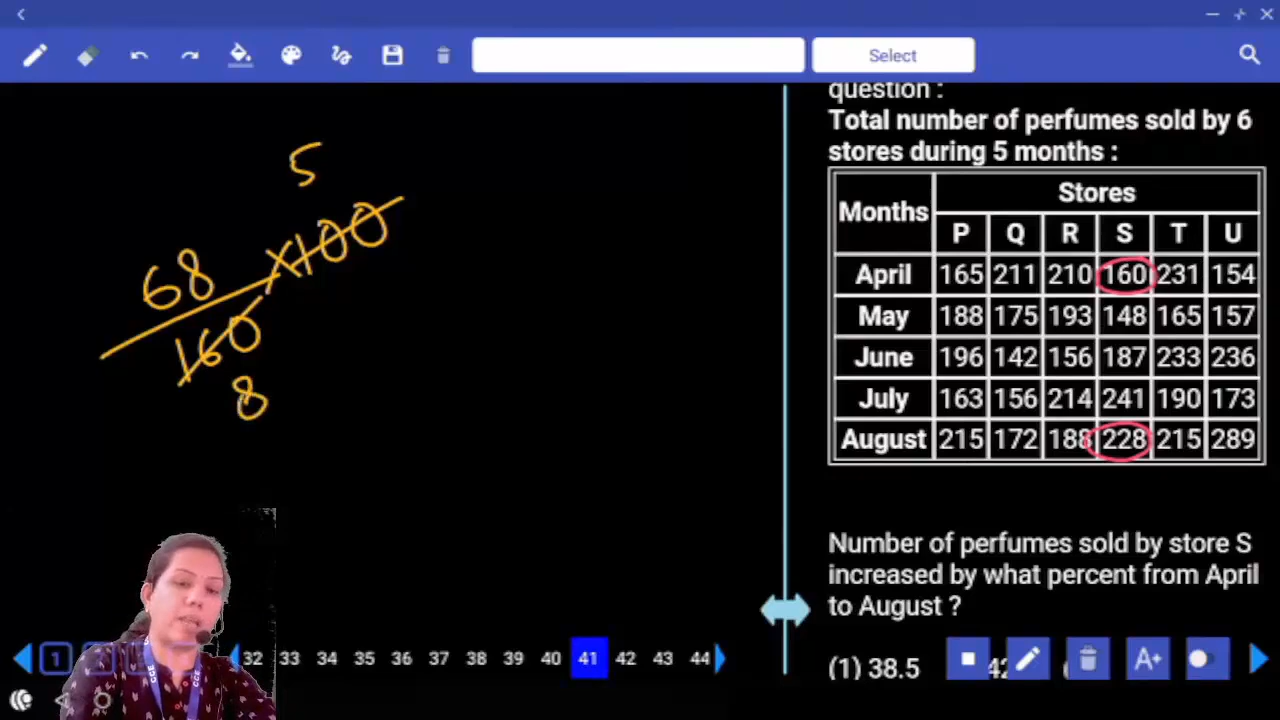 Select
question :
Total number of perfumes sold by 6
stores during 5 months :
Months Stores
P Q R S T U
April 165 211 210 160 231 154
May 188 175 193 148 165 157
June 196 142 156 187 233 236
July 163 156 214 241 190 173
August 215 172 188 228 215 289
Number of perfumes sold by store S
increased by what percent from April
to August ?
(1) 38.5
5
68 ×100
160
8
1 32 33 34 35 36 37 38 39 40 41 42 43 44
A+
CCE